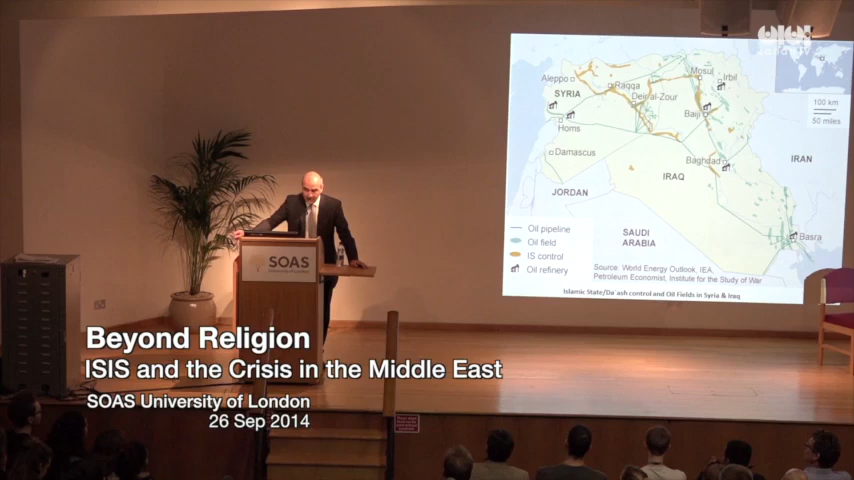 Aleppo
Mosul
Irbil
Raqqa
SYRIA
Deir al-Zour
Baiji
Homs
100 km
50 miles
Damascus
Baghdad
IRAN
IRAQ
JORDAN
Oil pipeline
Oil field
IS control
Oil refinery
SAUDI
ARABIA
Basra
Source: World Energy Outlook, IEA,
Petroleum Economist, Institute for the Study of War
Islamic State/Da´ash control and Oil Fields in Syria & Iraq
SOAS
University of London
Beyond Religion
ISIS and the Crisis in the Middle East
SOAS University of London
26 Sep 2014